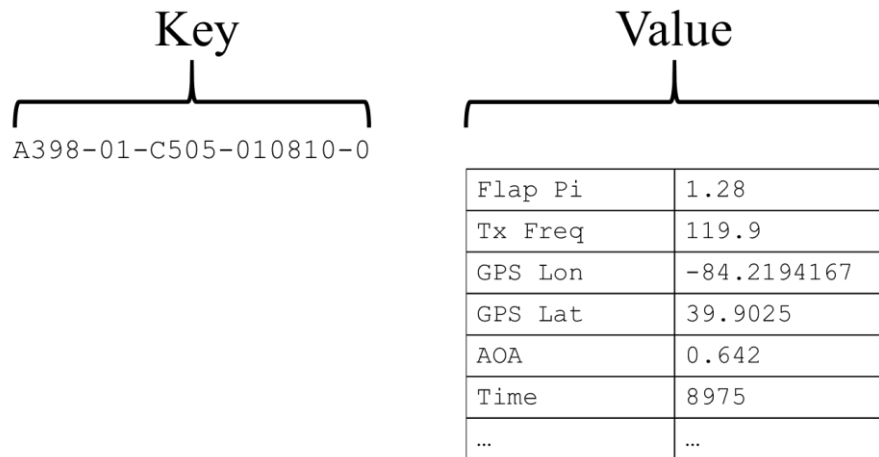 Key
Value
A398-01-C505-010810-0
Flap Pi 1.28
Tx Freq 119.9
GPS Lon -84.2194167
GPS Lat 39.9025
AOA 0.642
Time 8975
… …